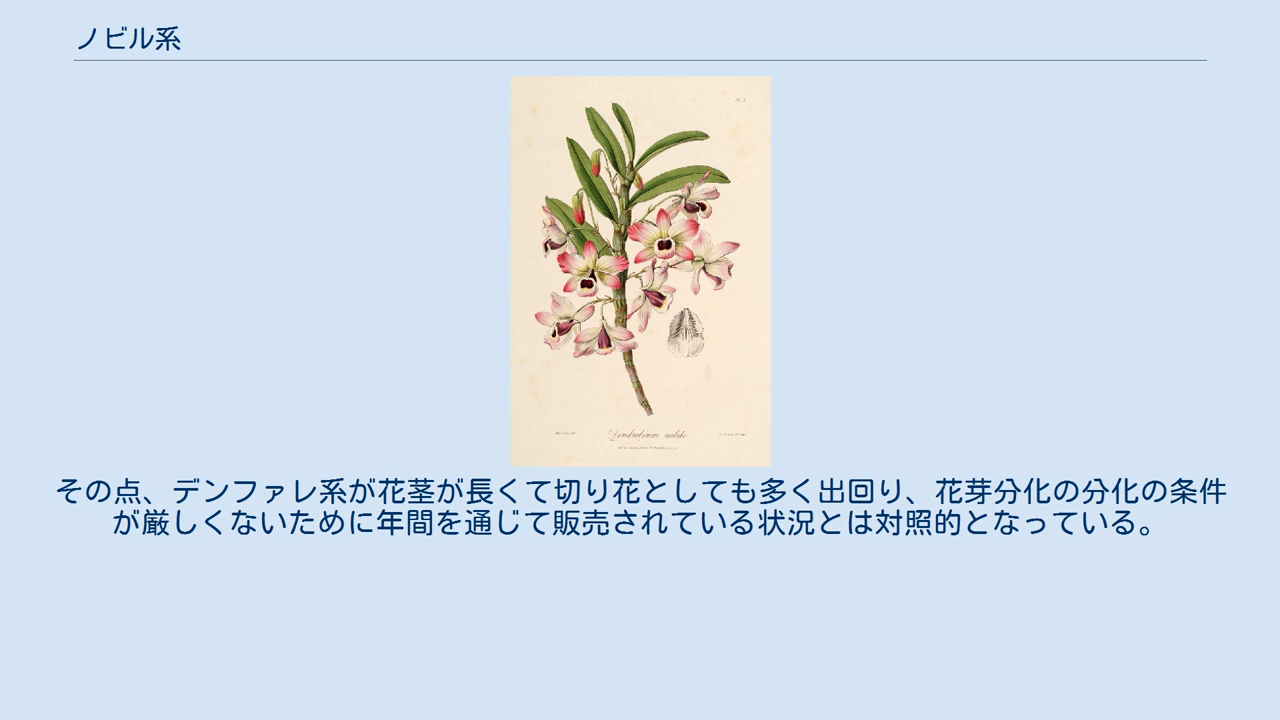 ノビル系
Dendrobium nobile
その点、デンファレ系が花茎が長くて切り花としても多く出回り、花芽分化の分化の条件
が厳しくないために年間を通じて販売されている状況とは対照的となっている。